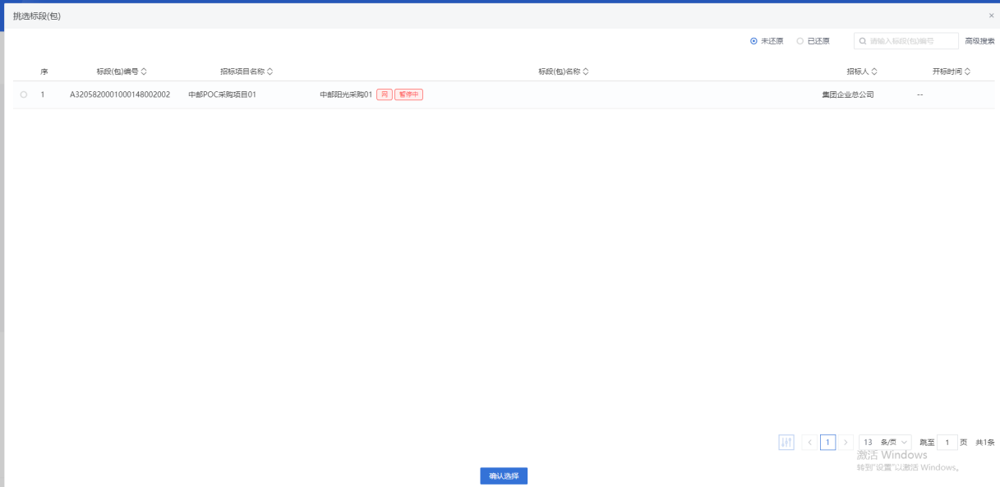 挑选标段(包) ×
未还原 已还原 请输入标段(包)编号 高级搜索
序 标段(包)编号 招标项目名称 标段(包)名称 招标人 开标时间
1 A3205820001000148002002 中邮POC采购项目01 中邮阳光采购01 网 暂停中 集团企业总公司 --
1 13 条/页 跳至 1 页 共1条
激活 Windows
转到"设置"以激活 Windows。
确认选择